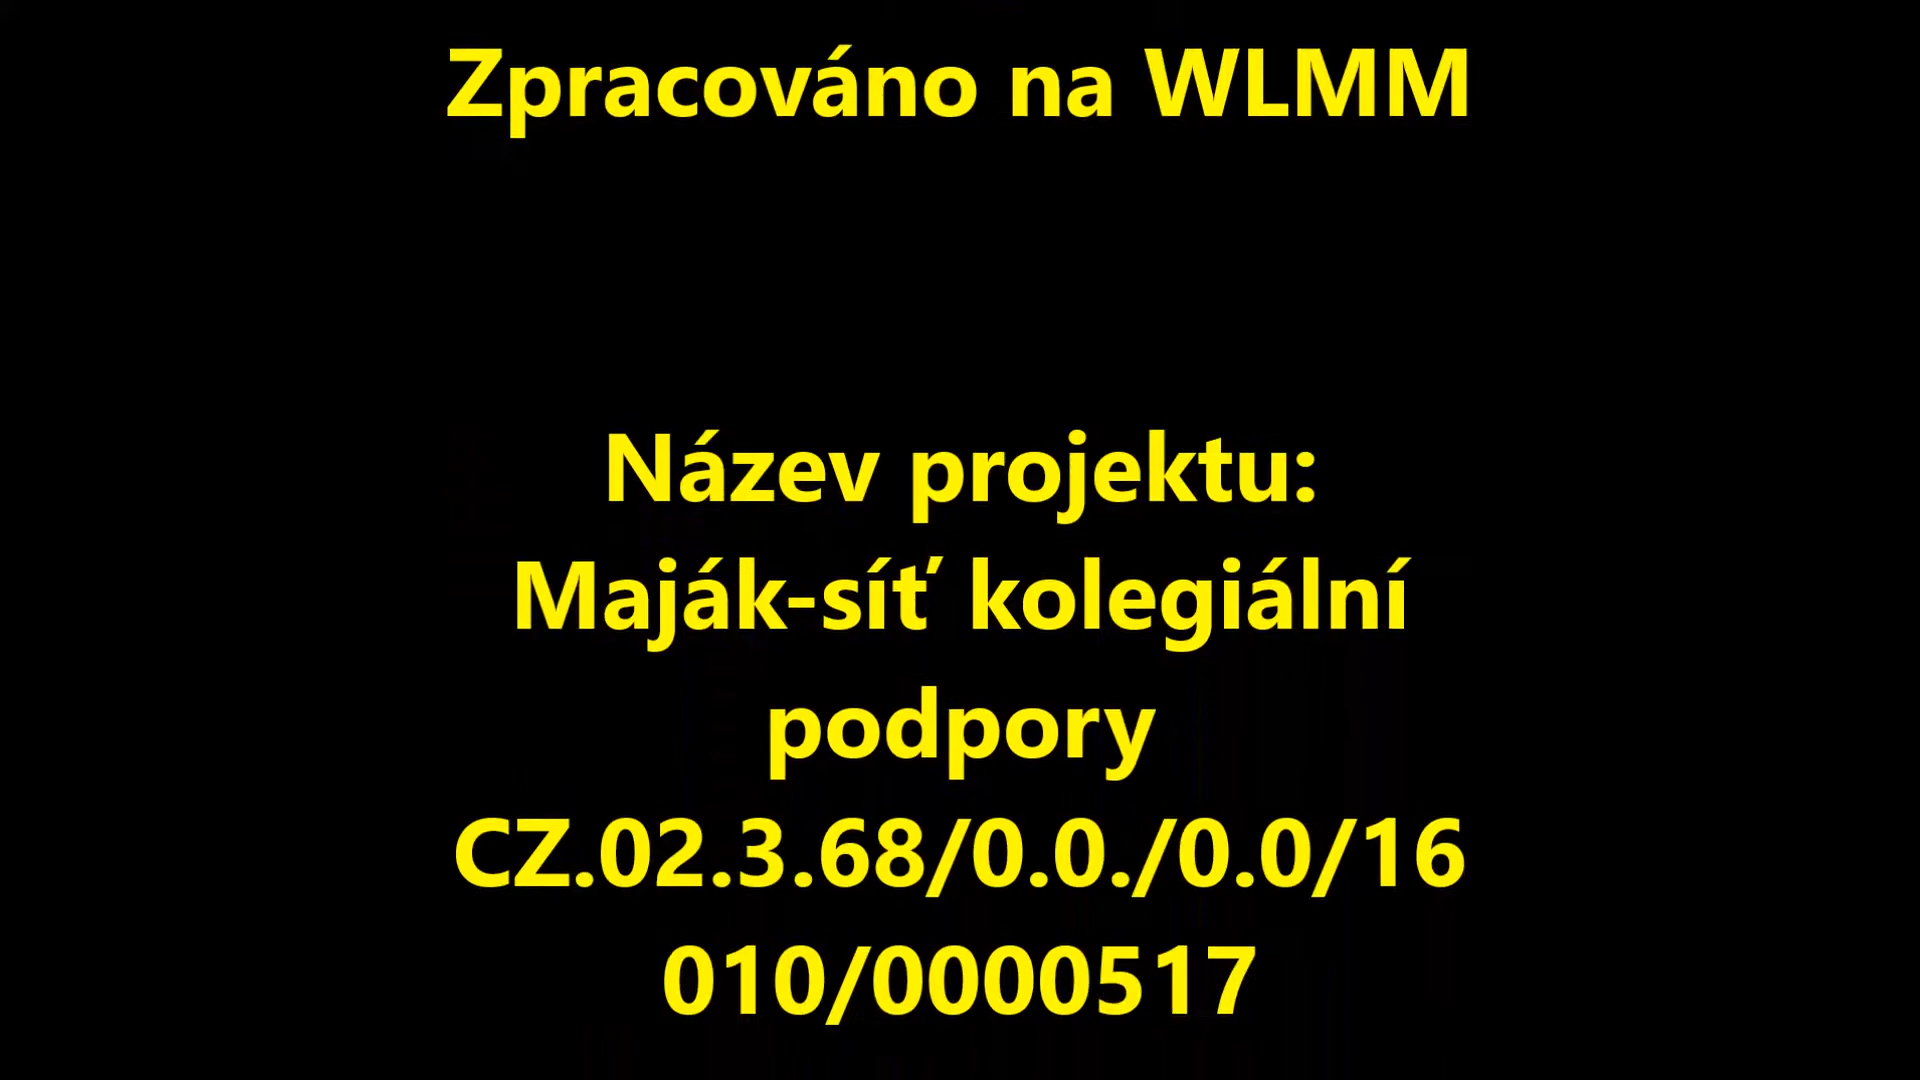 Zpracováno na WLMM
Název projektu:
Maják-síť kolegiální
podpory
CZ.02.3.68/0.0./0.0/16
010/0000517